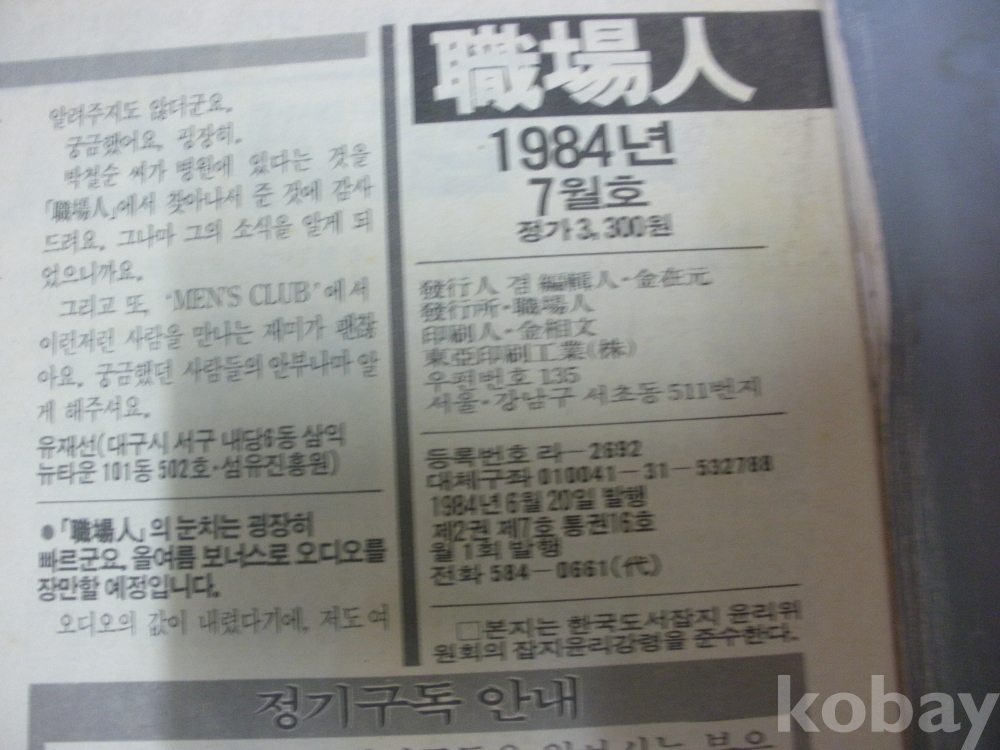 알려주지도 않더군요.
궁금했어요, 굉장히.
박철순 씨가 병원에 있다는 것을
「職場人」에서 찾아나서 준 것에 감사
드려요. 그나마 그의 소식을 알게 되
었으니까요.
그리고 또, "MEN'S CLUB"에서
이런저런 사람을 만나는 재미가 괜찮
아요. 궁금했던 사람들의 안부나마 알
게 해주셔요.
유재선(대구시 서구 내당6동 삼익
뉴타운 101동 502호·섬유진흥원)
●「職場人」의 눈치는 굉장히
빠르군요. 올여름 보너스로 오디오를
장만할 예정입니다.
오디오의 값이 내렸다기에, 저도 여
職場人
1984년
7월호
정가 3,300원
發行人 겸 編輯人·金在元
發行所·職場人
印刷人·金相文
東亞印刷工業(株)
우편번호 135
서울·강남구 서초동 511번지
등록번호 라-2692
대체구좌 010041-31-532788
1984년 6월 20일 발행
제2권 제7호 통권16호
월 1회 발행
전화 584-0661(代)
□본지는 한국도서잡지 윤리위
원회의 잡지윤리강령을 준수한다.
정기구독 안내
kobay